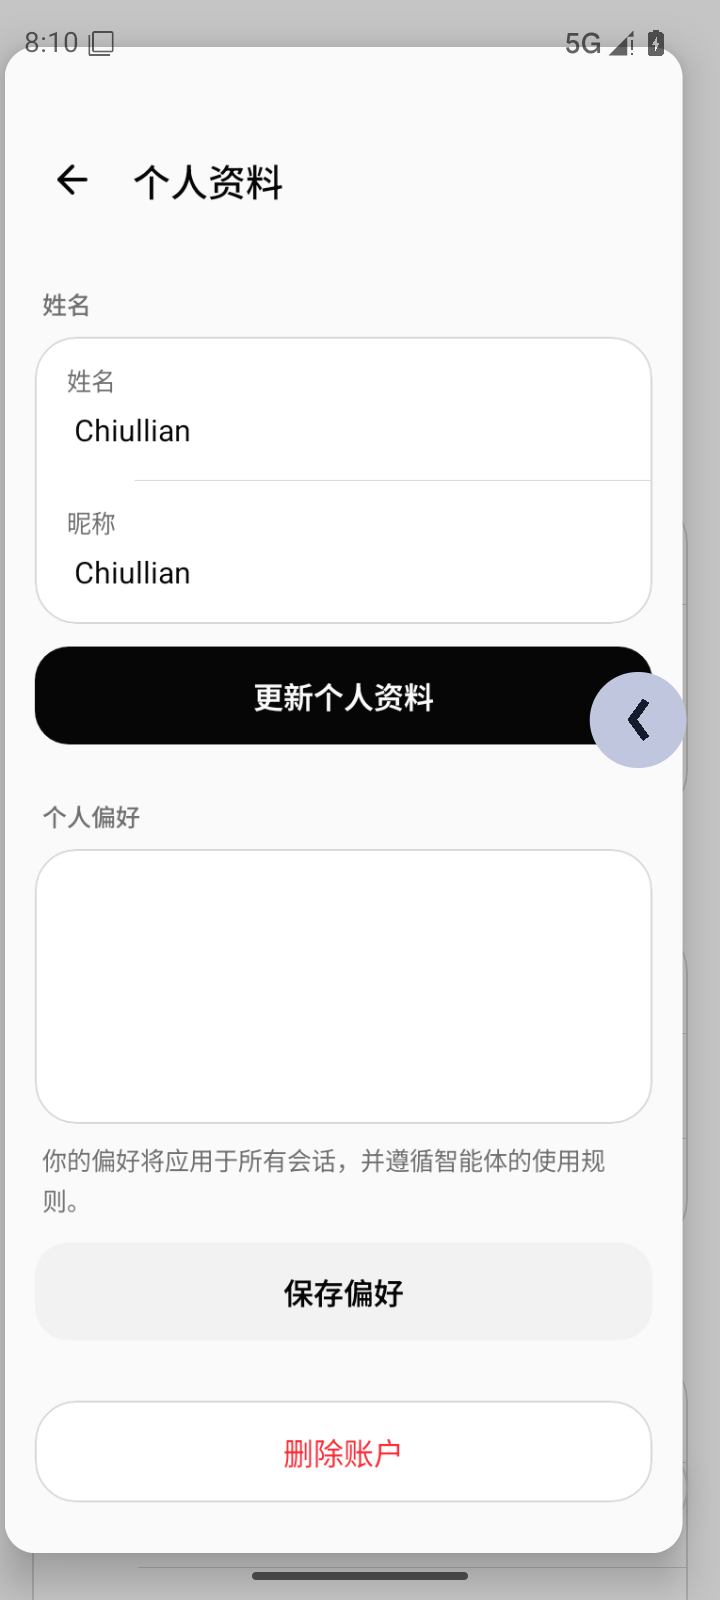 8:10
5G
个人资料
姓名
姓名
Chiullian
昵称
Chiullian
更新个人资料
个人偏好
你的偏好将应用于所有会话，并遵循智能体的使用规
则。
保存偏好
删除账户